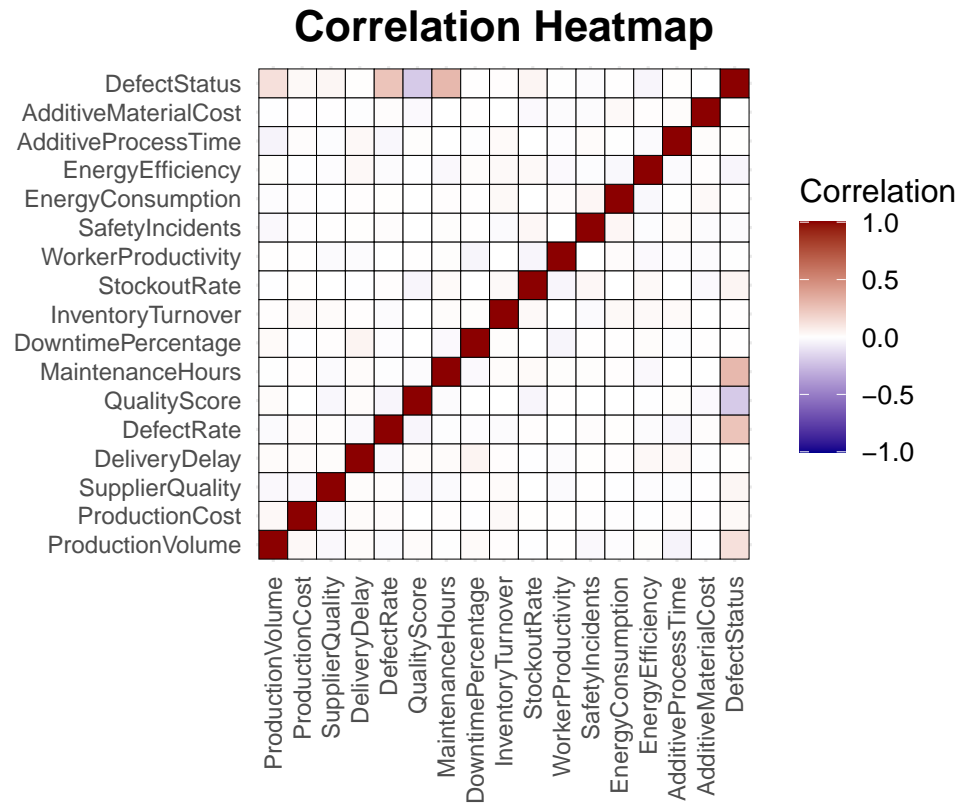 Correlation Heatmap
DefectStatus
AdditiveMaterialCost
AdditiveProcessTime
EnergyEfficiency
EnergyConsumption
SafetyIncidents
WorkerProductivity
StockoutRate
InventoryTurnover
DowntimePercentage
MaintenanceHours
QualityScore
DefectRate
DeliveryDelay
SupplierQuality
ProductionCost
ProductionVolume
ProductionVolume
ProductionCost
SupplierQuality
DeliveryDelay
DefectRate
QualityScore
MaintenanceHours
DowntimePercentage
InventoryTurnover
StockoutRate
WorkerProductivity
SafetyIncidents
EnergyConsumption
EnergyEfficiency
AdditiveProcessTime
AdditiveMaterialCost
DefectStatus
Correlation
1.0
0.5
0.0
−0.5
−1.0